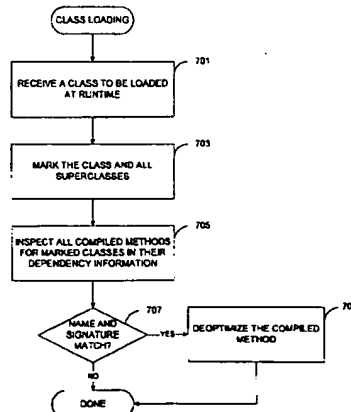 CLASS LOADING
701
RECEIVE A CLASS TO BE LOADED
AT RUNTIME
703
MARK THE CLASS AND ALL
SUPERCLASSES
705
INSPECT ALL COMPILED METHODS
FOR MARKED CLASSES IN THEIR
DEPENDENCY INFORMATION
707
NAME AND
SIGNATURE
MATCH?
YES
DEOPTIMIZE THE COMPILED
METHOD
NO
DONE